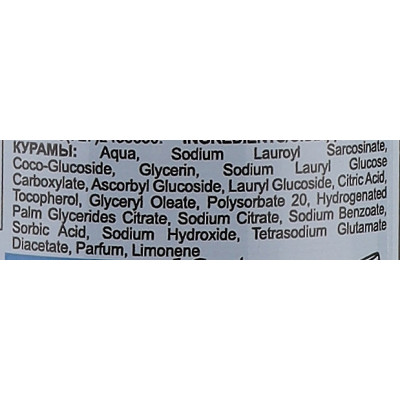 КУРАМЫ: Aqua, Sodium Lauroyl Sarcosinate,
Coco-Glucoside, Glycerin, Sodium Lauryl Glucose
Carboxylate, Ascorbyl Glucoside, Lauryl Glucoside, Citric Acid,
Tocopherol, Glyceryl Oleate, Polysorbate 20, Hydrogenated
Palm Glycerides Citrate, Sodium Citrate, Sodium Benzoate,
Sorbic Acid, Sodium Hydroxide, Tetrasodium Glutamate
Diacetate, Parfum, Limonene